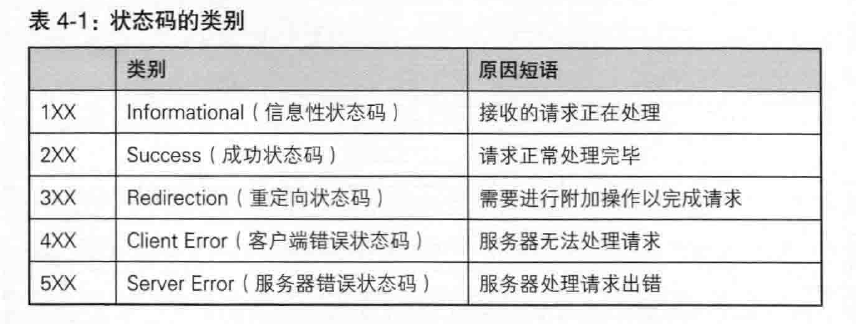 表 4-1：状态码的类别
类别 原因短语
1XX Informational（信息性状态码） 接收的请求正在处理
2XX Success（成功状态码） 请求正常处理完毕
3XX Redirection（重定向状态码） 需要进行附加操作以完成请求
4XX Client Error（客户端错误状态码） 服务器无法处理请求
5XX Server Error（服务器错误状态码） 服务器处理请求出错